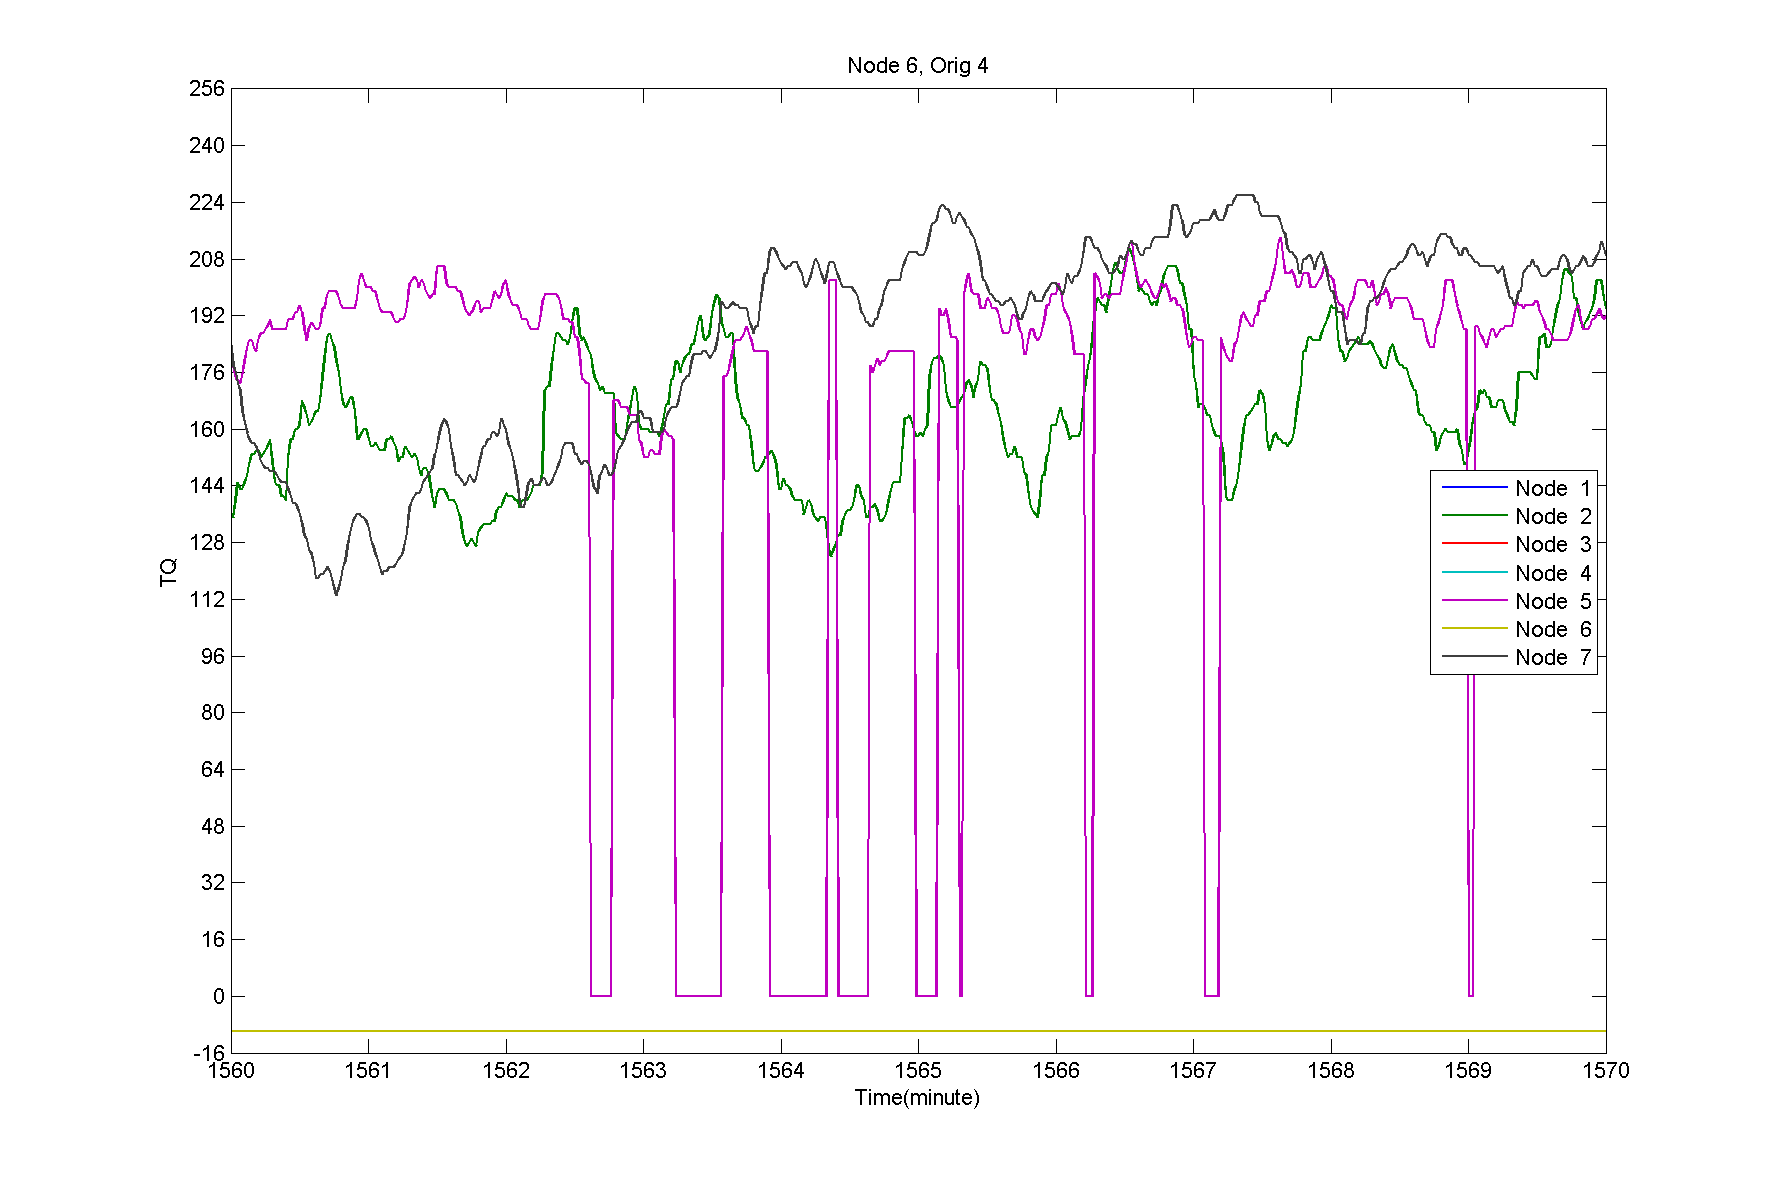 Node 6, Orig 4
256
240
224
208
192
176
160
144
128
112
96
80
64
48
32
16
0
-16
TQ
Node 1
Node 2
Node 3
Node 4
Node 5
Node 6
Node 7
1560 1561 1562 1563 1564 1565 1566 1567 1568 1569 1570
Time(minute)